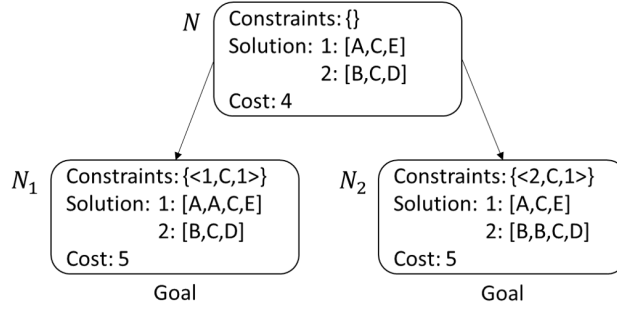 N
Constraints: {}
Solution: 1: [A,C,E]
2: [B,C,D]
Cost: 4
N₁
Constraints: {<1,C,1>}
Solution: 1: [A,A,C,E]
2: [B,C,D]
Cost: 5
Goal
N₂
Constraints: {<2,C,1>}
Solution: 1: [A,C,E]
2: [B,B,C,D]
Cost: 5
Goal